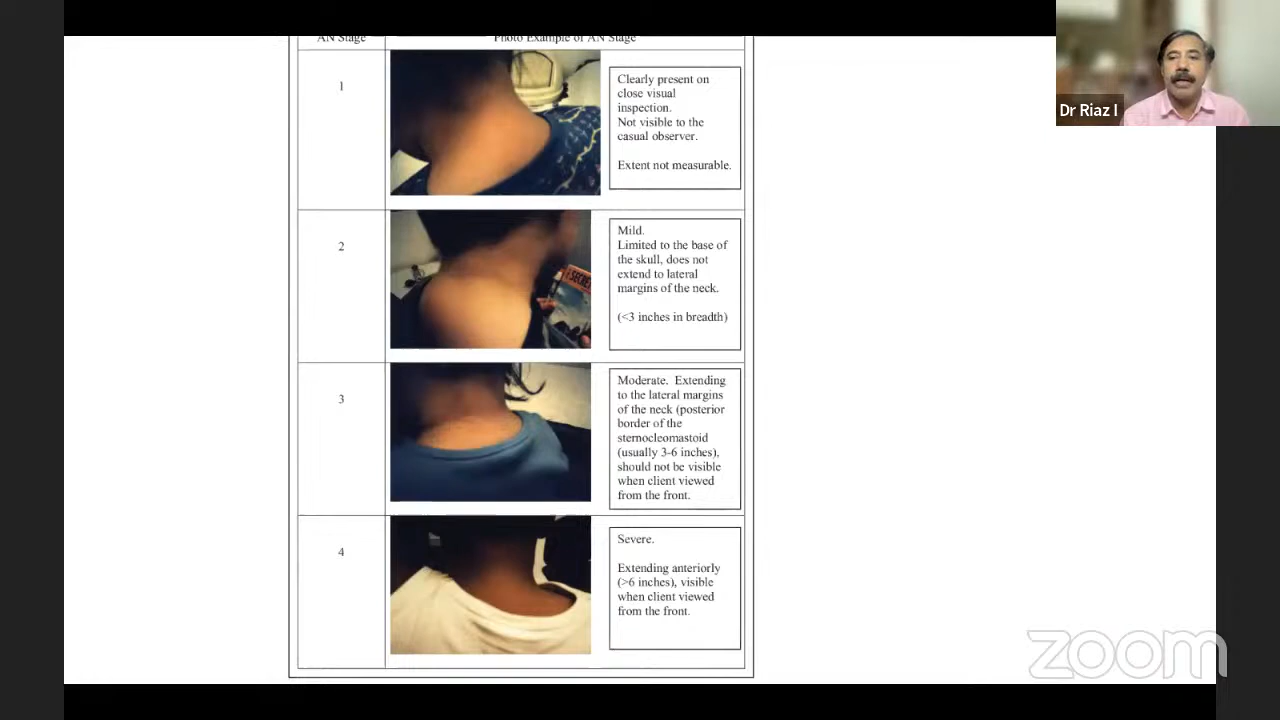 AN Stage
Photo Example of AN Stage
1
Clearly present on
close visual
inspection.
Not visible to the
casual observer.
Extent not measurable.
2
Mild.
Limited to the base of
the skull, does not
extend to lateral
margins of the neck.
(<3 inches in breadth)
3
Moderate. Extending
to the lateral margins
of the neck (posterior
border of the
sternocleomastoid
(usually 3-6 inches),
should not be visible
when client viewed
from the front.
4
Severe.
Extending anteriorly
(>6 inches), visible
when client viewed
from the front.
Dr Riaz I
zoom